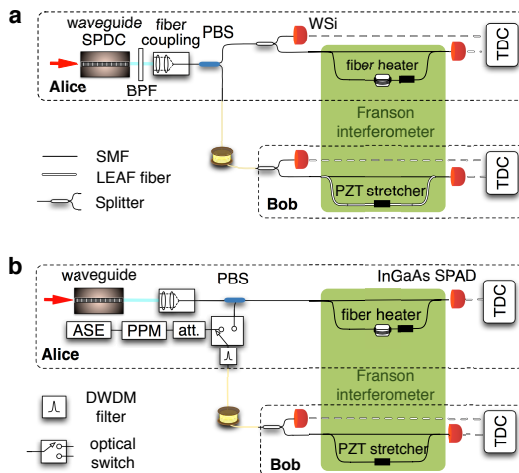 a
waveguide
SPDC
fiber
coupling
PBS
WSi
TDC
Alice
BPF
fiber heater
Franson
interferometer
SMF
LEAF fiber
Splitter
Bob
PZT stretcher
TDC
b
waveguide
PBS
InGaAs SPAD
TDC
fiber heater
ASE
PPM
att.
Alice
DWDM
filter
optical
switch
Franson
interferometer
Bob
PZT stretcher
TDC